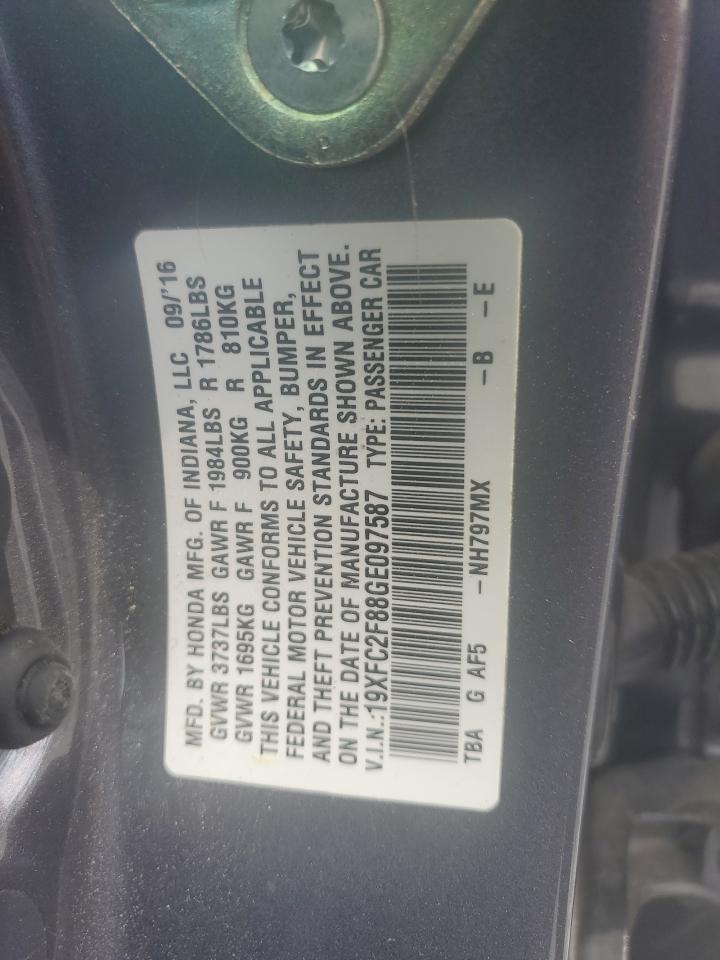 MFD. BY HONDA MFG. OF INDIANA, LLC 09/'16
GVWR 3737LBS GAWR F 1984LBS R 1786LBS
GVWR 1695KG GAWR F 900KG R 810KG
THIS VEHICLE CONFORMS TO ALL APPLICABLE
FEDERAL MOTOR VEHICLE SAFETY, BUMPER,
AND THEFT PREVENTION STANDARDS IN EFFECT
ON THE DATE OF MANUFACTURE SHOWN ABOVE.
V.I.N.:19XFC2F88GE097587 TYPE: PASSENGER CAR
TBA G AF5 -NH797MX -B -E